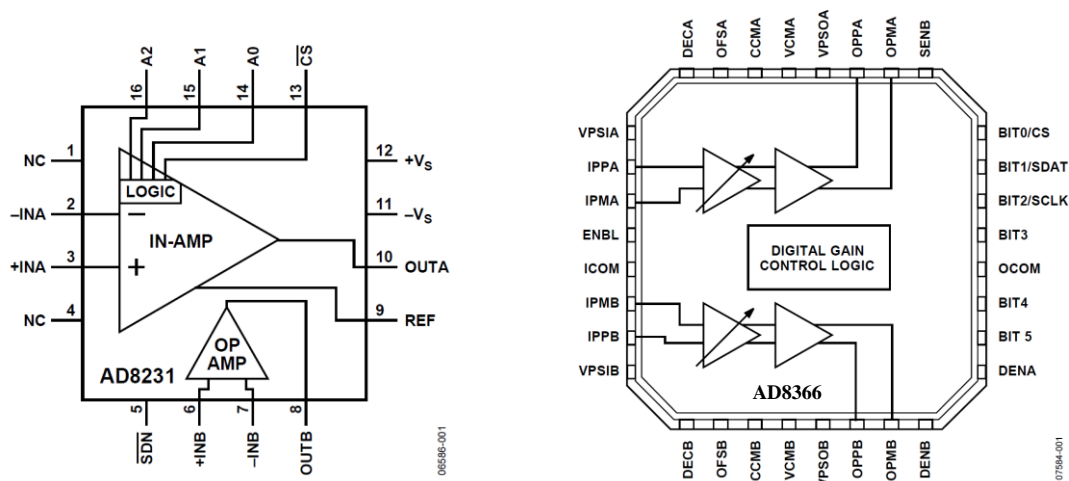 A2
A1
A0
CS
16
15
14
13
NC 1
12 +VS
LOGIC
–INA 2
–
11 –VS
IN-AMP
+INA 3
+
10 OUTA
NC 4
9 REF
OP
AMP
AD8231
5
6
7
8
SDN
+INB
–INB
OUTB
06586-001
DECA
OFSA
CCMA
VCMA
VPSOA
OPPA
OPMA
SENB
VPSIA
IPPA
IPMA
ENBL
ICOM
IPMB
IPPB
VPSIB
BIT0/CS
BIT1/SDAT
BIT2/SCLK
BIT3
OCOM
BIT4
BIT 5
DENA
DIGITAL GAIN
CONTROL LOGIC
AD8366
DECB
OFSB
CCMB
VCMB
VPSOB
OPPB
OPMB
DENB
07584-001